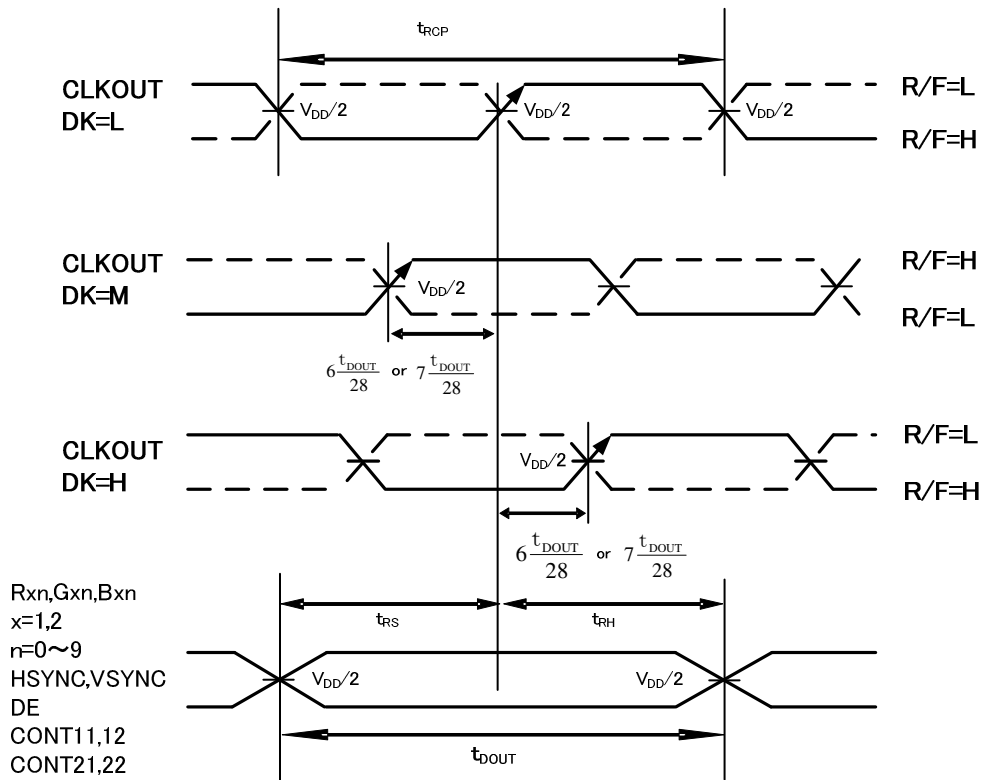 tRCP
CLKOUT
DK=L
VDD/2
VDD/2
VDD/2
R/F=L
R/F=H
CLKOUT
DK=M
VDD/2
R/F=H
R/F=L
6 tDOUT/28 or 7 tDOUT/28
CLKOUT
DK=H
VDD/2
R/F=L
R/F=H
6 tDOUT/28 or 7 tDOUT/28
Rxn,Gxn,Bxn
x=1,2
n=0～9
HSYNC,VSYNC
DE
CONT11,12
CONT21,22
tRS
tRH
VDD/2
VDD/2
tDOUT